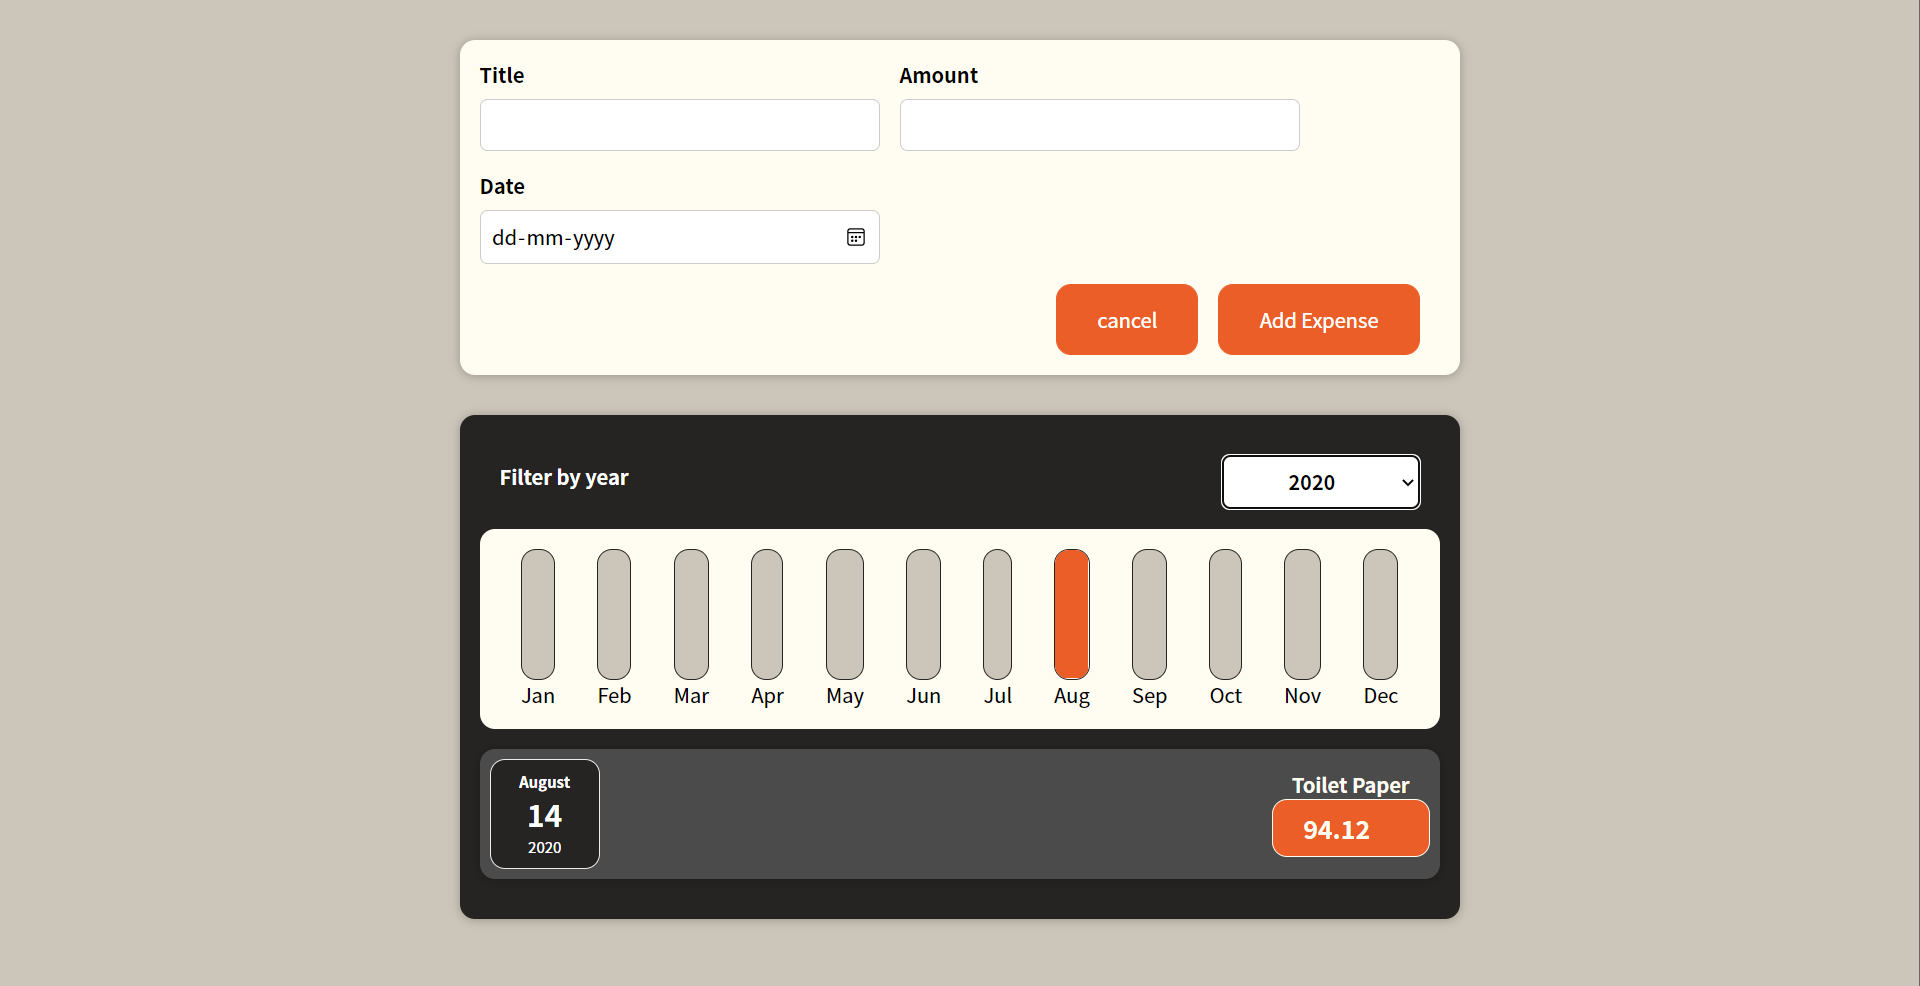 Title Amount
Date
dd-mm-yyyy
cancel Add Expense
Filter by year 2020
Jan Feb Mar Apr May Jun Jul Aug Sep Oct Nov Dec
August
14
2020
Toilet Paper
94.12